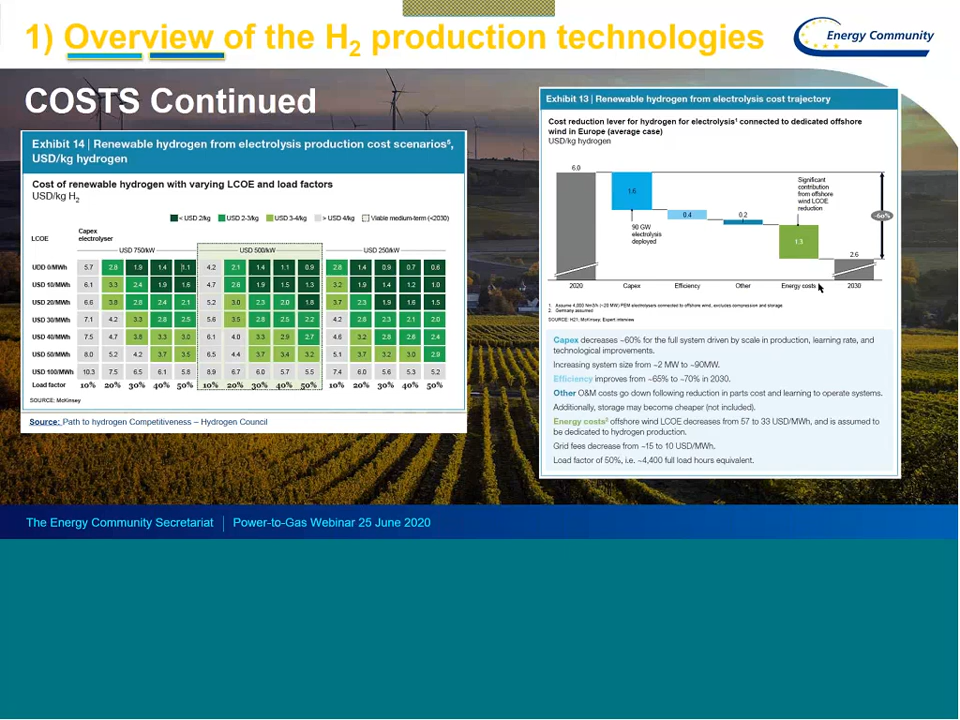 1) Overview of the H2 production technologies
Energy Community
COSTS Continued
Exhibit 14 | Renewable hydrogen from electrolysis production cost scenarios⁵,
USD/kg hydrogen
Cost of renewable hydrogen with varying LCOE and load factors
USD/kg H2
< USD 2/kg USD 2-3/kg USD 3-4/kg > USD 4/kg Viable medium-term (<2030)
LCOE
Capex
electrolyser
USD 750/kW USD 500/kW USD 250/kW
UDD 0/MWh 5.7 2.8 1.9 1.4 1.1 4.2 2.1 1.4 1.1 0.9 2.8 1.4 0.9 0.7 0.6
USD 10/MWh 6.1 3.3 2.4 1.9 1.6 4.7 2.6 1.9 1.5 1.3 3.2 1.9 1.4 1.2 1.0
USD 20/MWh 6.6 3.8 2.8 2.4 2.1 5.2 3.0 2.3 2.0 1.8 3.7 2.3 1.9 1.6 1.5
USD 30/MWh 7.1 4.2 3.3 2.8 2.5 5.6 3.5 2.8 2.5 2.2 4.2 2.8 2.3 2.1 2.0
USD 40/MWh 7.5 4.7 3.8 3.3 3.0 6.1 4.0 3.3 2.9 2.7 4.6 3.2 2.8 2.6 2.4
USD 50/MWh 8.0 5.2 4.2 3.7 3.5 6.5 4.4 3.7 3.4 3.2 5.1 3.7 3.2 3.0 2.9
USD 100/MWh 10.3 7.5 6.5 6.1 5.8 8.9 6.7 6.0 5.7 5.5 7.4 6.0 5.6 5.3 5.2
Load factor 10% 20% 30% 40% 50% 10% 20% 30% 40% 50% 10% 20% 30% 40% 50%
SOURCE: McKinsey
Source: Path to hydrogen Competitiveness – Hydrogen Council
Exhibit 13 | Renewable hydrogen from electrolysis cost trajectory
Cost reduction lever for hydrogen for electrolysis¹ connected to dedicated offshore
wind in Europe (average case)
USD/kg hydrogen
6.0
1.6
90 GW
electrolysis
deployed
0.4
0.2
Significant
contribution
from offshore
wind LCOE
reduction
1.3
-60%
2.6
2020 Capex Efficiency Other Energy costs 2030
1. Assume 4,000 Nm3/h (~20 MW) PEM electrolysers connected to offshore wind, excludes compression and storage
2. Germany assumed
SOURCE: H21; McKinsey; Expert interviews
Capex decreases ~60% for the full system driven by scale in production, learning rate, and
technological improvements.
Increasing system size from ~2 MW to ~90MW.
Efficiency improves from ~65% to ~70% in 2030.
Other O&M costs go down following reduction in parts cost and learning to operate systems.
Additionally, storage may become cheaper (not included).
Energy costs² offshore wind LCOE decreases from 57 to 33 USD/MWh, and is assumed to
be dedicated to hydrogen production.
Grid fees decrease from ~15 to 10 USD/MWh.
Load factor of 50%, i.e. ~4,400 full load hours equivalent.
The Energy Community Secretariat | Power-to-Gas Webinar 25 June 2020